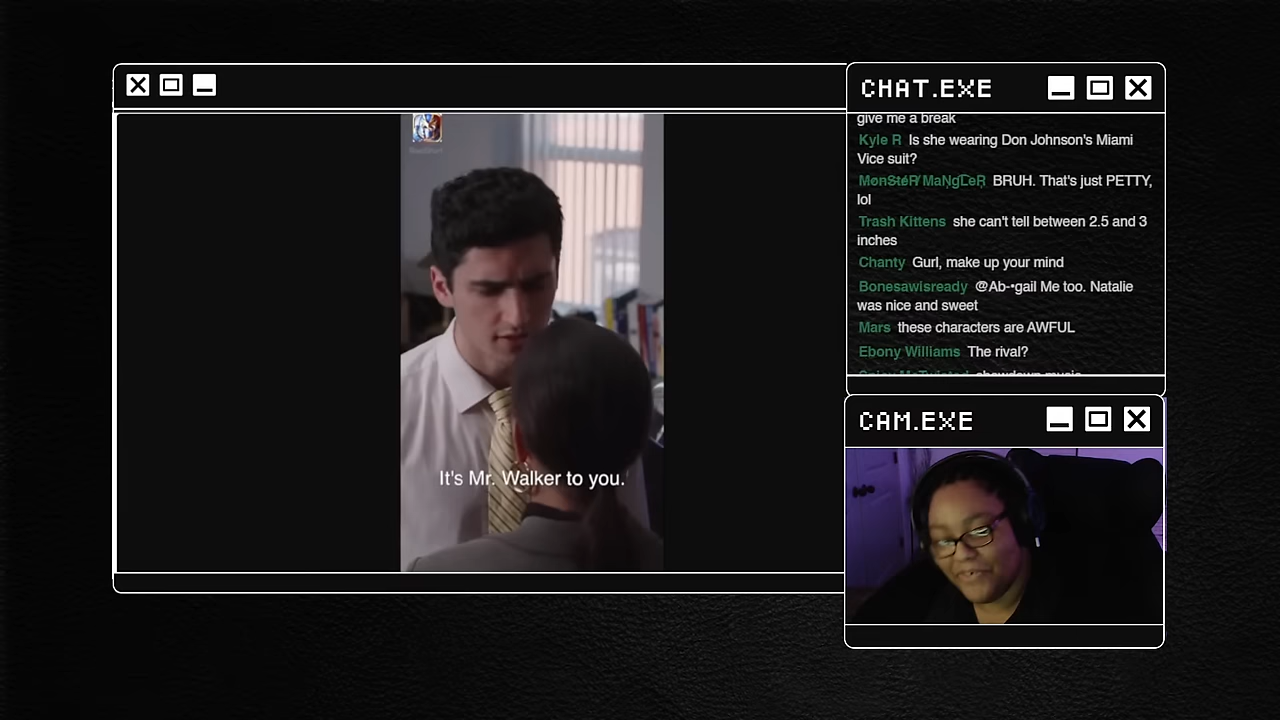 CHAT.EXE
give me a break
Kyle R Is she wearing Don Johnson's Miami
Vice suit?
MonSteR MaNgLeR BRUH. That's just PETTY,
lol
Trash Kittens she can't tell between 2.5 and 3
inches
Chanty Gurl, make up your mind
Bonesawisready @Ab-•gail Me too. Natalie
was nice and sweet
Mars these characters are AWFUL
Ebony Williams The rival?
It's Mr. Walker to you.
CAM.EXE